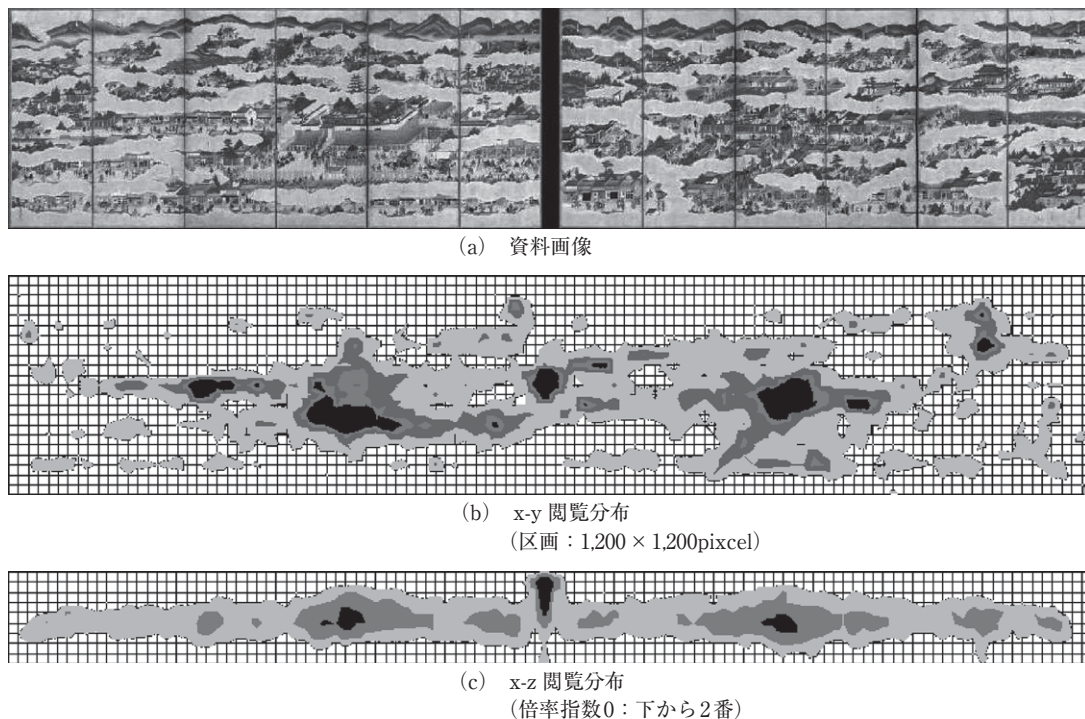 (a) 資料画像
(b) x-y 閲覧分布
(区画：1,200 × 1,200pixcel)
(c) x-z 閲覧分布
(倍率指数0：下から2番)